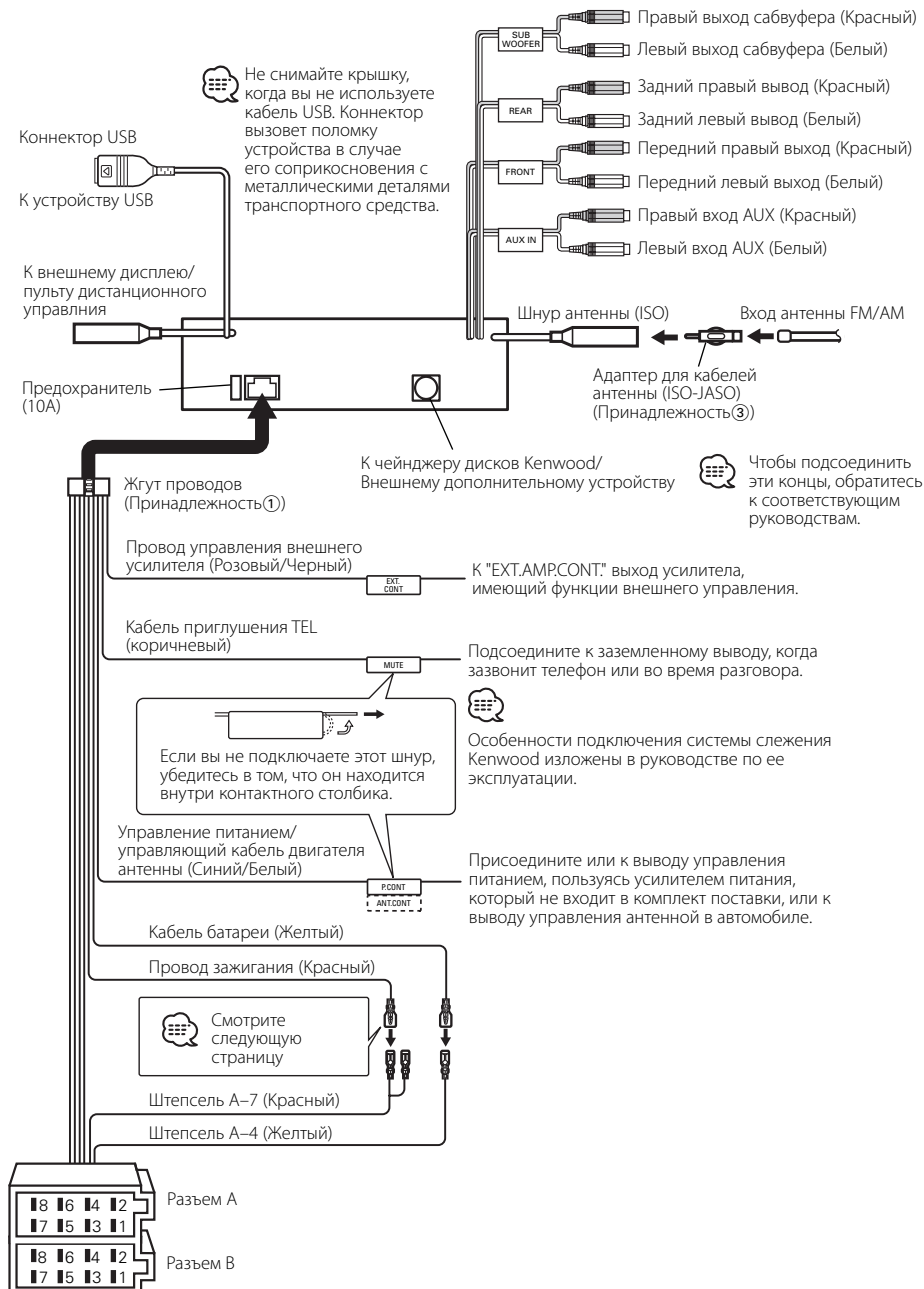 SUB
WOOFER
Правый выход сабвуфера (Красный)
Левый выход сабвуфера (Белый)
REAR
Задний правый вывод (Красный)
Задний левый вывод (Белый)
FRONT
Передний правый выход (Красный)
Передний левый выход (Белый)
AUX IN
Правый вход AUX (Красный)
Левый вход AUX (Белый)
Не снимайте крышку,
когда вы не используете
кабель USB. Коннектор
вызовет поломку
устройства в случае
его соприкосновения с
металлическими деталями
транспортного средства.
Коннектор USB
К устройству USB
К внешнему дисплею/
пульту дистанционного
управлния
Шнур антенны (ISO)
Вход антенны FM/AM
Адаптер для кабелей
антенны (ISO-JASO)
(Принадлежность③)
Предохранитель
(10A)
К чейнджеру дисков Kenwood/
Внешнему дополнительному устройству
Чтобы подсоединить
эти концы, обратитесь
к соответствующим
руководствам.
Жгут проводов
(Принадлежность①)
Провод управления внешнего
усилителя (Розовый/Черный)
EXT.
CONT
К "EXT.AMP.CONT." выход усилитела,
имеющий функции внешнего управления.
Кабель приглушения TEL
(коричневый)
MUTE
Подсоедините к заземленному выводу, когда
зазвонит телефон или во время разговора.
Особенности подключения системы слежения
Kenwood изложены в руководстве по ее
эксплуатации.
Если вы не подключаете этот шнур,
убедитесь в том, что он находится
внутри контактного столбика.
Управление питанием/
управляющий кабель двигателя
антенны (Синий/Белый)
P.CONT
ANT.CONT
Присоедините или к выводу управления
питанием, пользуясь усилителем питания,
который не входит в комплект поставки, или к
выводу управления антенной в автомобиле.
Кабель батареи (Желтый)
Провод зажигания (Красный)
Смотрите
следующую
страницу
Штепсель A–7 (Красный)
Штепсель A–4 (Желтый)
Разъем A
8 6 4 2
7 5 3 1
Разъем B
8 6 4 2
7 5 3 1